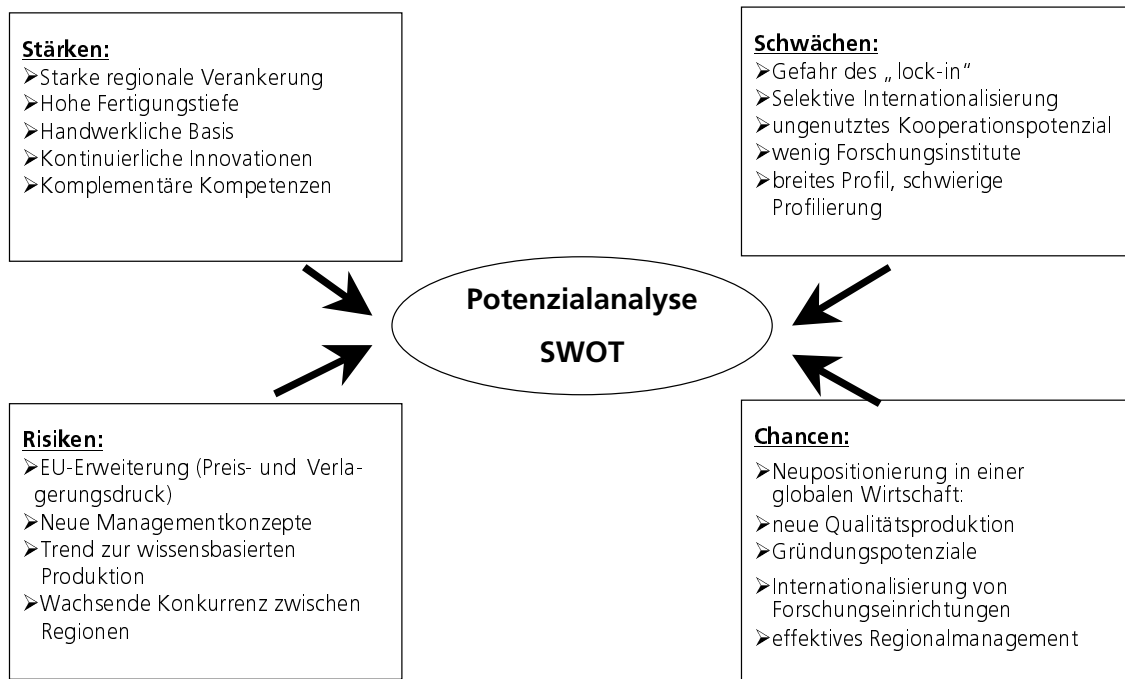 Stärken:
➢Starke regionale Verankerung
➢Hohe Fertigungstiefe
➢Handwerkliche Basis
➢Kontinuierliche Innovationen
➢Komplementäre Kompetenzen
Schwächen:
➢Gefahr des „ lock-in“
➢Selektive Internationalisierung
➢ungenutztes Kooperationspotenzial
➢wenig Forschungsinstitute
➢breites Profil, schwierige
Profilierung
Potenzialanalyse
SWOT
Risiken:
➢EU-Erweiterung (Preis- und Verla-
gerungsdruck)
➢Neue Managementkonzepte
➢Trend zur wissensbasierten
Produktion
➢Wachsende Konkurrenz zwischen
Regionen
Chancen:
➢Neupositionierung in einer
globalen Wirtschaft:
➢neue Qualitätsproduktion
➢Gründungspotenziale
➢Internationalisierung von
Forschungseinrichtungen
➢effektives Regionalmanagement